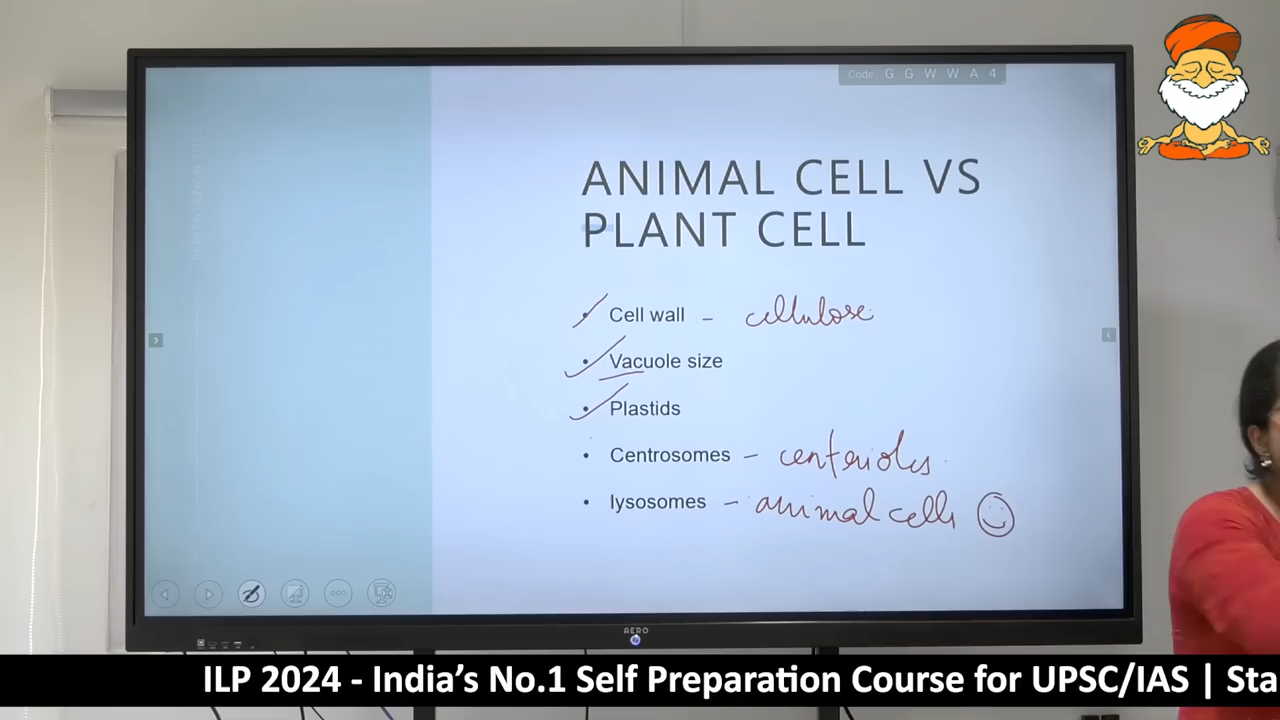 Code: G G W W A 4
ANIMAL CELL VS
PLANT CELL
• Cell wall – cellulose
• Vacuole size
• Plastids
• Centrosomes – centrioles
• lysosomes – animal cells
AERO
ILP 2024 - India’s No.1 Self Preparation Course for UPSC/IAS | Sta